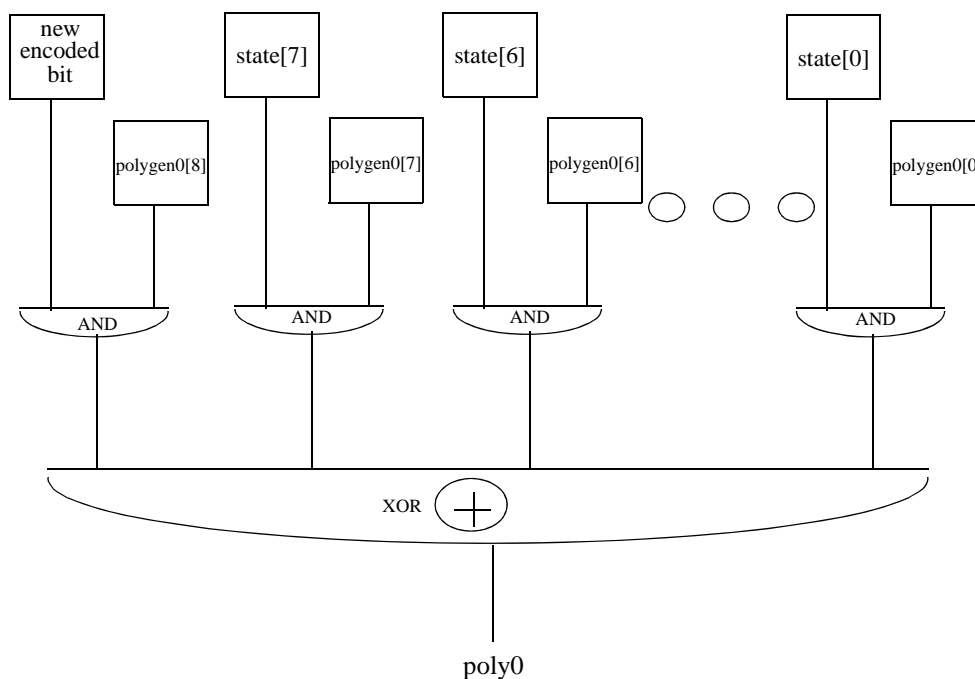 new
encoded
bit
state[7]
state[6]
state[0]
polygen0[8]
polygen0[7]
polygen0[6]
polygen0[0
AND
AND
AND
AND
XOR
poly0